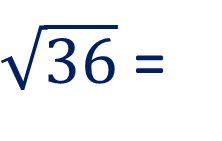 √36 =